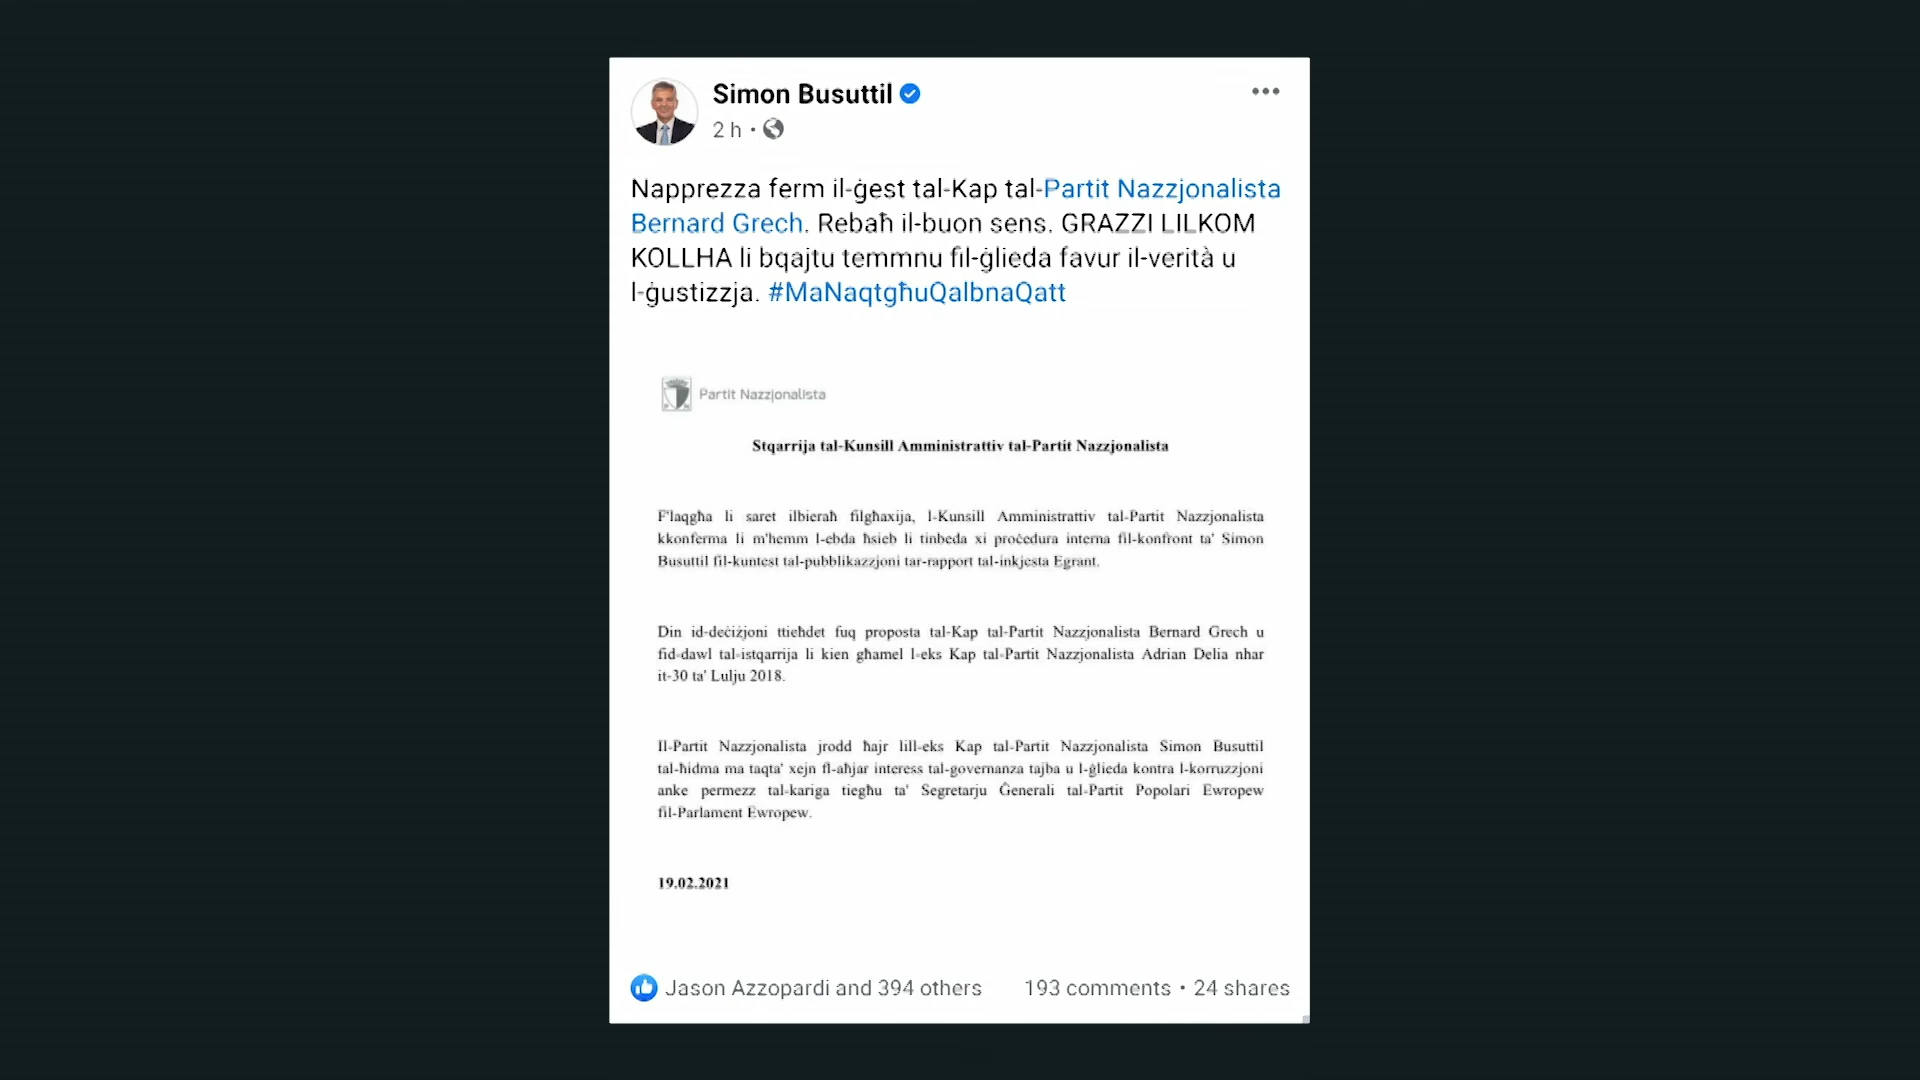 Simon Busuttil
2 h ·
Napprezza ferm il-ġest tal-Kap tal-Partit Nazzjonalista
Bernard Grech. Rebaħ il-buon sens. GRAZZI LILKOM
KOLLHA li bqajtu temmnu fil-ġlieda favur il-verità u
l-ġustizzja. #MaNaqtgħuQalbnaQatt
Partit Nazzjonalista
Stqarrija tal-Kunsill Amministrattiv tal-Partit Nazzjonalista
F'laqgħa li saret ilbieraħ filgħaxija, l-Kunsill Amministrattiv tal-Partit Nazzjonalista
kkonferma li m'hemm l-ebda ħsieb li tinbeda xi proċedura interna fil-konfront ta' Simon
Busuttil fil-kuntest tal-pubblikazzjoni tar-rapport tal-inkjesta Egrant.
Din id-deċiżjoni ttieħdet fuq proposta tal-Kap tal-Partit Nazzjonalista Bernard Grech u
fid-dawl tal-istqarrija li kien għamel l-eks Kap tal-Partit Nazzjonalista Adrian Delia nhar
it-30 ta' Lulju 2018.
Il-Partit Nazzjonalista jrodd ħajr lill-eks Kap tal-Partit Nazzjonalista Simon Busuttil
tal-ħidma ma taqta' xejn fl-aħjar interess tal-governanza tajba u l-ġlieda kontra l-korruzzjoni
anke permezz tal-kariga tiegħu ta' Segretarju Ġenerali tal-Partit Popolari Ewropew
fil-Parlament Ewropew.
19.02.2021
Jason Azzopardi and 394 others 193 comments · 24 shares